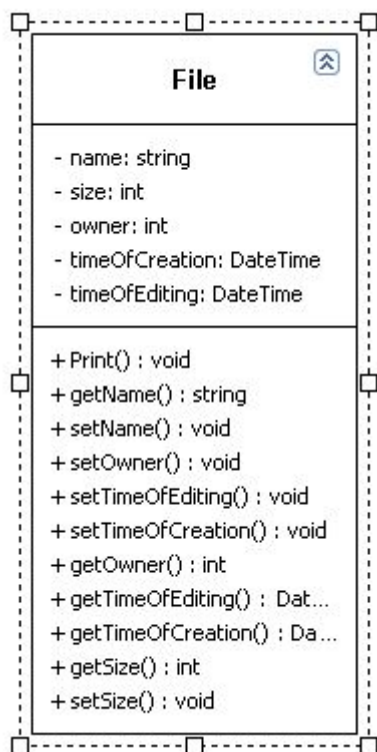 File
- name: string
- size: int
- owner: int
- timeOfCreation: DateTime
- timeOfEditing: DateTime
+ Print() : void
+ getName() : string
+ setName() : void
+ setOwner() : void
+ setTimeOfEditing() : void
+ setTimeOfCreation() : void
+ getOwner() : int
+ getTimeOfEditing() : Dat...
+ getTimeOfCreation() : Da...
+ getSize() : int
+ setSize() : void